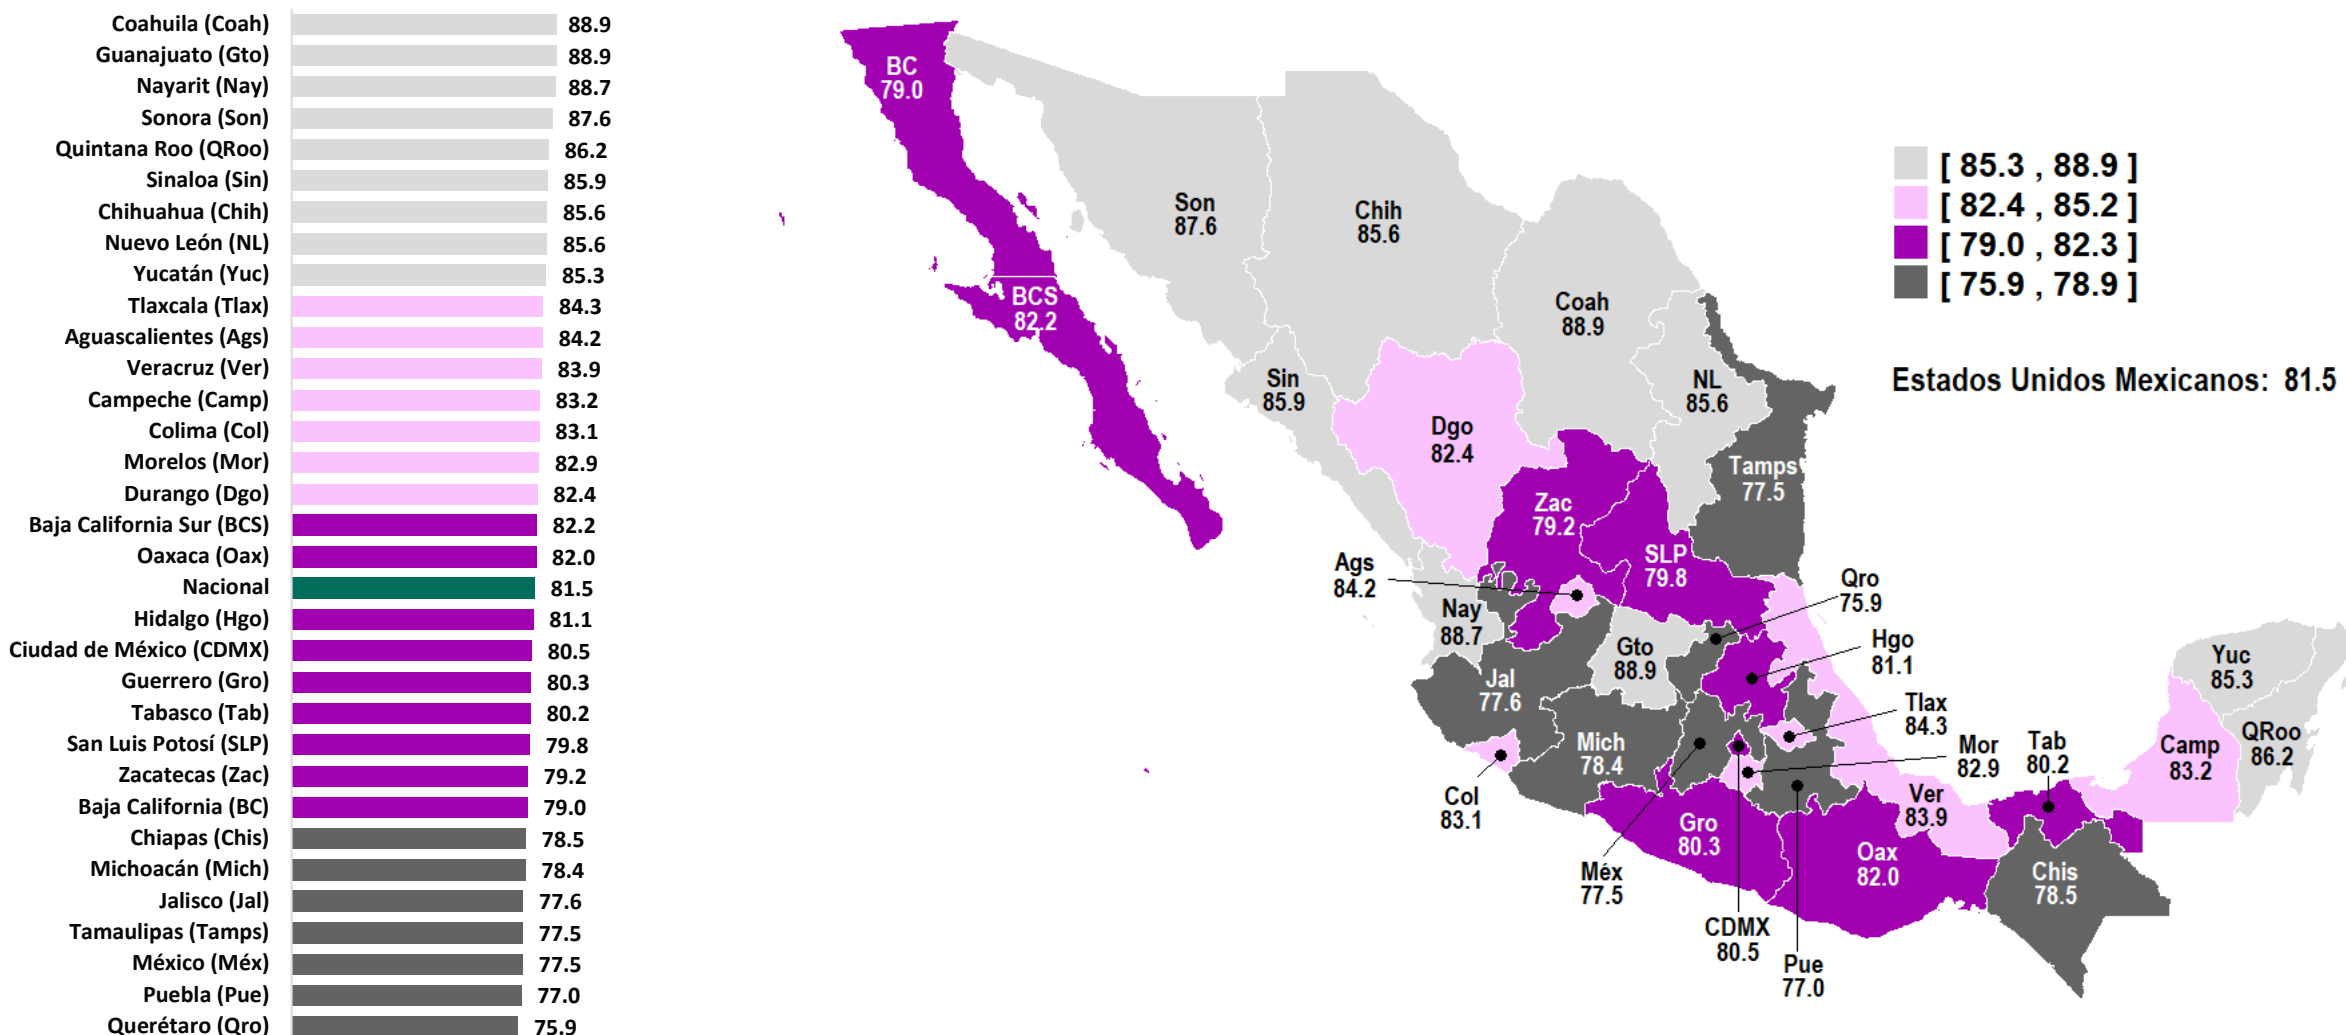 Coahuila (Coah) 88.9
Guanajuato (Gto) 88.9
Nayarit (Nay) 88.7
Sonora (Son) 87.6
Quintana Roo (QRoo) 86.2
Sinaloa (Sin) 85.9
Chihuahua (Chih) 85.6
Nuevo León (NL) 85.6
Yucatán (Yuc) 85.3
Tlaxcala (Tlax) 84.3
Aguascalientes (Ags) 84.2
Veracruz (Ver) 83.9
Campeche (Camp) 83.2
Colima (Col) 83.1
Morelos (Mor) 82.9
Durango (Dgo) 82.4
Baja California Sur (BCS) 82.2
Oaxaca (Oax) 82.0
Nacional 81.5
Hidalgo (Hgo) 81.1
Ciudad de México (CDMX) 80.5
Guerrero (Gro) 80.3
Tabasco (Tab) 80.2
San Luis Potosí (SLP) 79.8
Zacatecas (Zac) 79.2
Baja California (BC) 79.0
Chiapas (Chis) 78.5
Michoacán (Mich) 78.4
Jalisco (Jal) 77.6
Tamaulipas (Tamps) 77.5
México (Méx) 77.5
Puebla (Pue) 77.0
Querétaro (Qro) 75.9
BC
79.0
BCS
82.2
Son
87.6
Chih
85.6
Coah
88.9
Sin
85.9
NL
85.6
Dgo
82.4
Tamps
77.5
Zac
79.2
SLP
79.8
Ags
84.2
Nay
88.7
Qro
75.9
Gto
88.9
Hgo
81.1
Jal
77.6
Tlax
84.3
Mich
78.4
Mor
82.9
Tab
80.2
Camp
83.2
Yuc
85.3
QRoo
86.2
Col
83.1
Ver
83.9
Gro
80.3
Oax
82.0
Méx
77.5
Chis
78.5
CDMX
80.5
Pue
77.0
[ 85.3 , 88.9 ]
[ 82.4 , 85.2 ]
[ 79.0 , 82.3 ]
[ 75.9 , 78.9 ]
Estados Unidos Mexicanos: 81.5